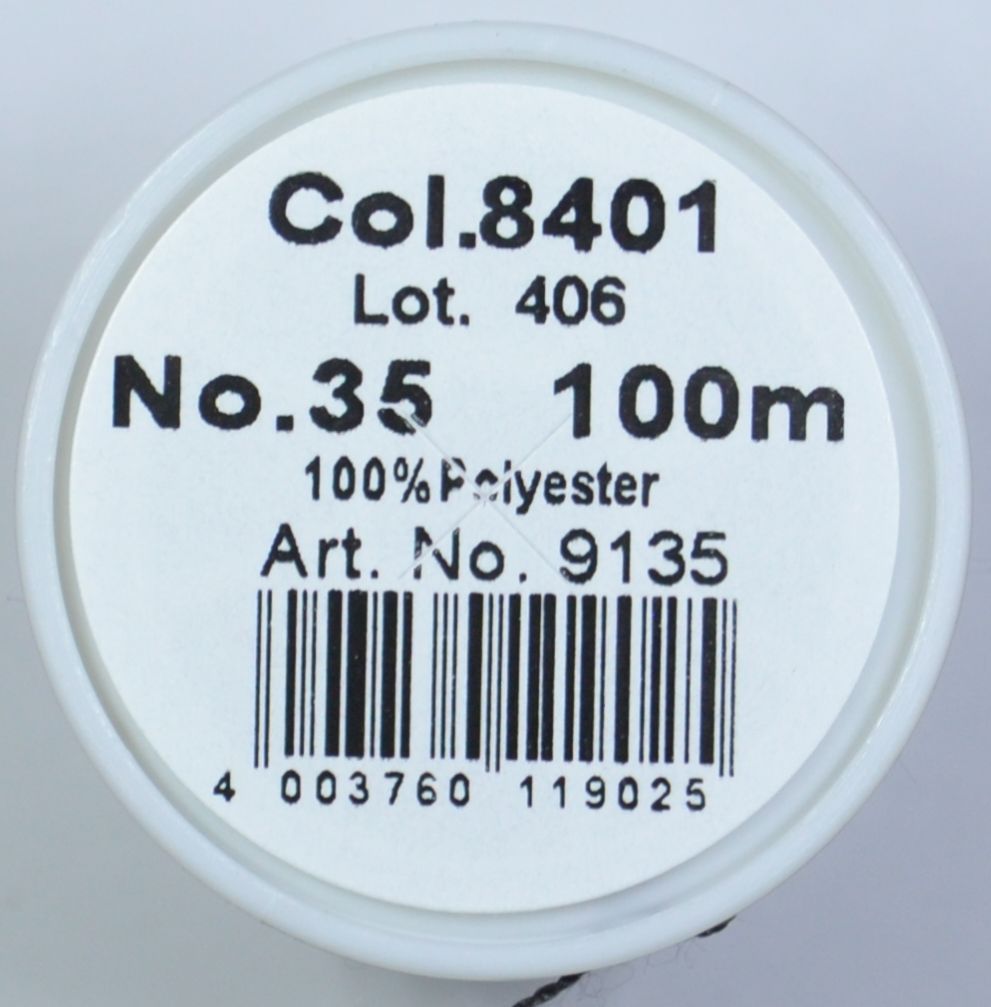 Col.8401
Lot. 406
No.35 100m
100% Polyester
Art. No. 9135
4 003760 119025